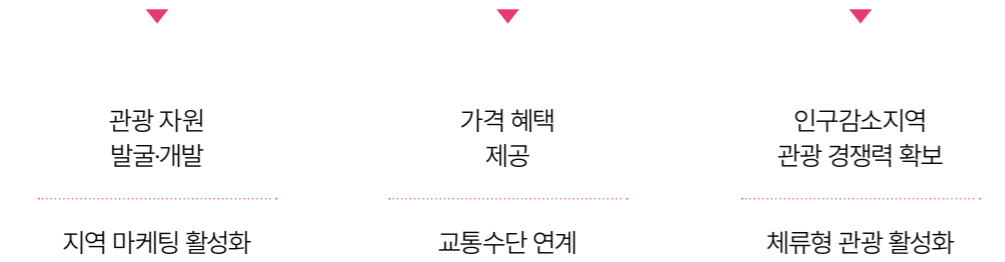 관광 자원
발굴·개발
지역 마케팅 활성화
가격 혜택
제공
교통수단 연계
인구감소지역
관광 경쟁력 확보
체류형 관광 활성화